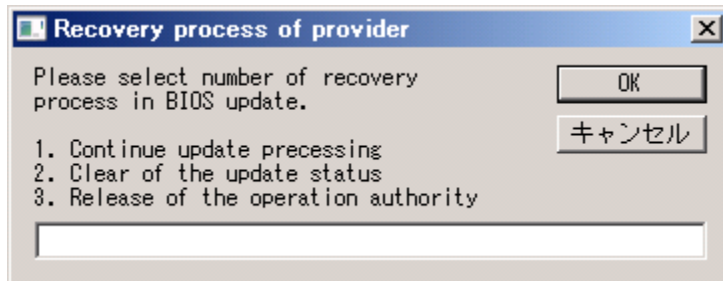 Recovery process of provider
Please select number of recovery
process in BIOS update.
OK
キャンセル
1. Continue update precessing
2. Clear of the update status
3. Release of the operation authority